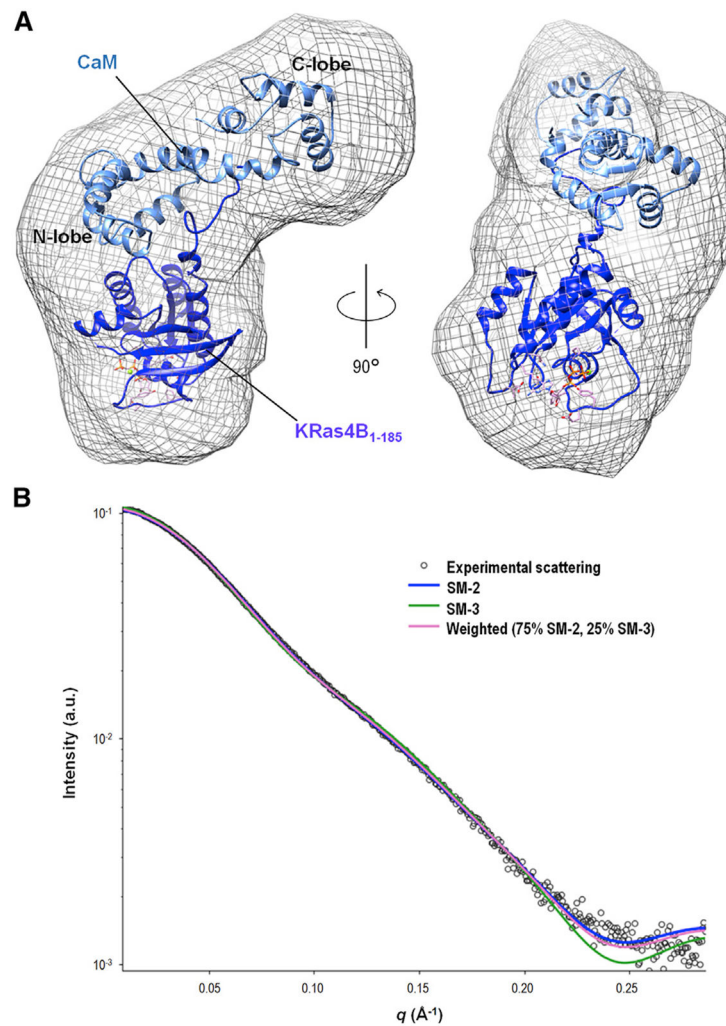 A
CaM
C-lobe
N-lobe
90°
KRas4B1-185
B
Experimental scattering
SM-2
SM-3
Weighted (75% SM-2, 25% SM-3)
Intensity (a.u.)
10-1
10-2
10-3
0.05 0.10 0.15 0.20 0.25
q (Å-1)